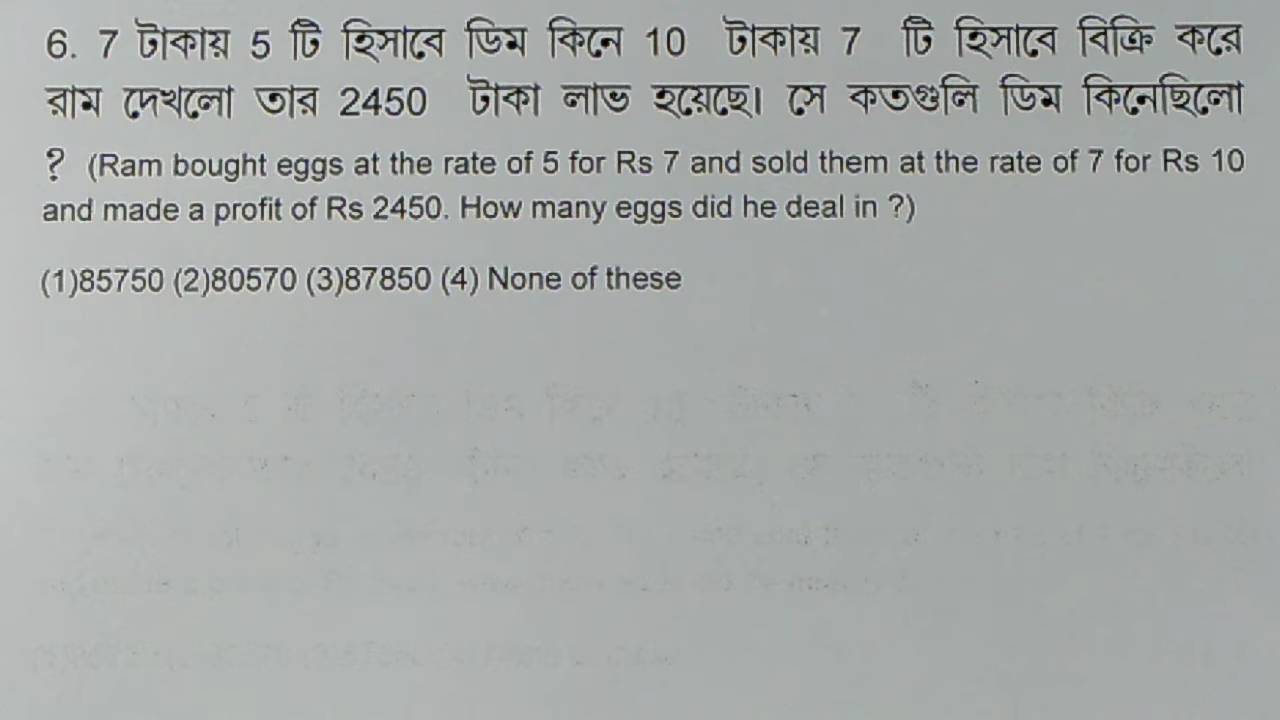 6. 7 টাকায় 5 টি হিসাবে ডিম কিনে 10 টাকায় 7 টি হিসাবে বিক্রি করে
রাম দেখলো তার 2450 টাকা লাভ হয়েছে। সে কতগুলি ডিম কিনেছিলো
? (Ram bought eggs at the rate of 5 for Rs 7 and sold them at the rate of 7 for Rs 10
and made a profit of Rs 2450. How many eggs did he deal in ?)
(1)85750 (2)80570 (3)87850 (4) None of these